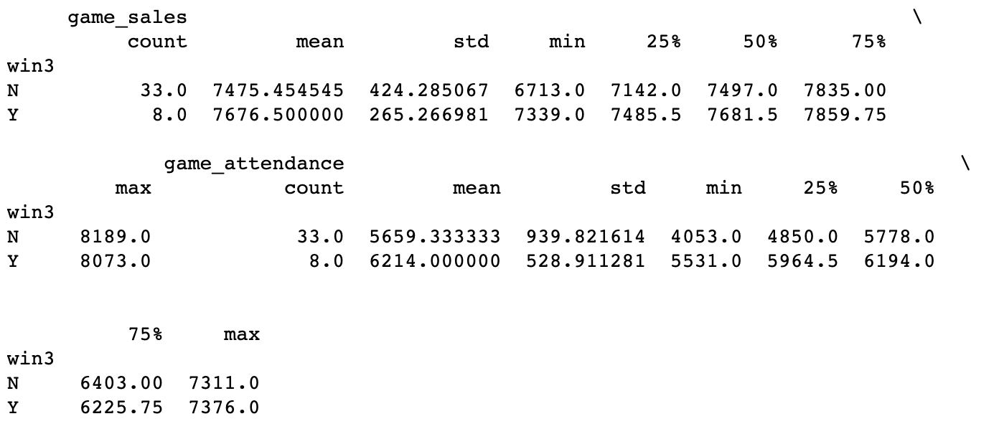 game_sales \
count mean std min 25% 50% 75%
win3
N 33.0 7475.454545 424.285067 6713.0 7142.0 7497.0 7835.00
Y 8.0 7676.500000 265.266981 7339.0 7485.5 7681.5 7859.75
game_attendance \
max count mean std min 25% 50%
win3
N 8189.0 33.0 5659.333333 939.821614 4053.0 4850.0 5778.0
Y 8073.0 8.0 6214.000000 528.911281 5531.0 5964.5 6194.0
75% max
win3
N 6403.00 7311.0
Y 6225.75 7376.0